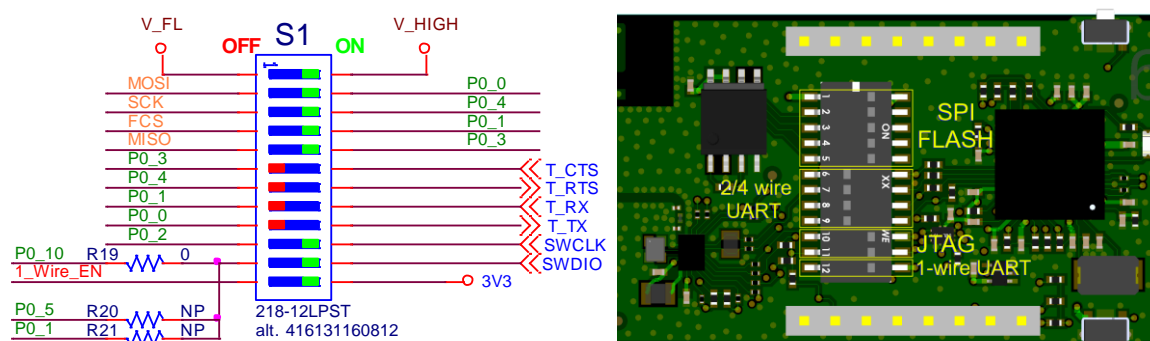 V_FL
S1
V_HIGH
OFF
ON
1
MOSI
P0_0
SCK
P0_4
FCS
P0_1
MISO
P0_3
P0_3
T_CTS
P0_4
T_RTS
P0_1
T_RX
P0_0
T_TX
P0_2
SWCLK
P0_10
R19
0
SWDIO
1_Wire_EN
3V3
P0_5
R20
NP
P0_1
R21
NP
218-12LPST
alt. 416131160812
1
2
3
4
5
6
7
8
9
10
11
12
ON
XX
WE
SPI
FLASH
2/4 wire
UART
JTAG
1-wire UART
6